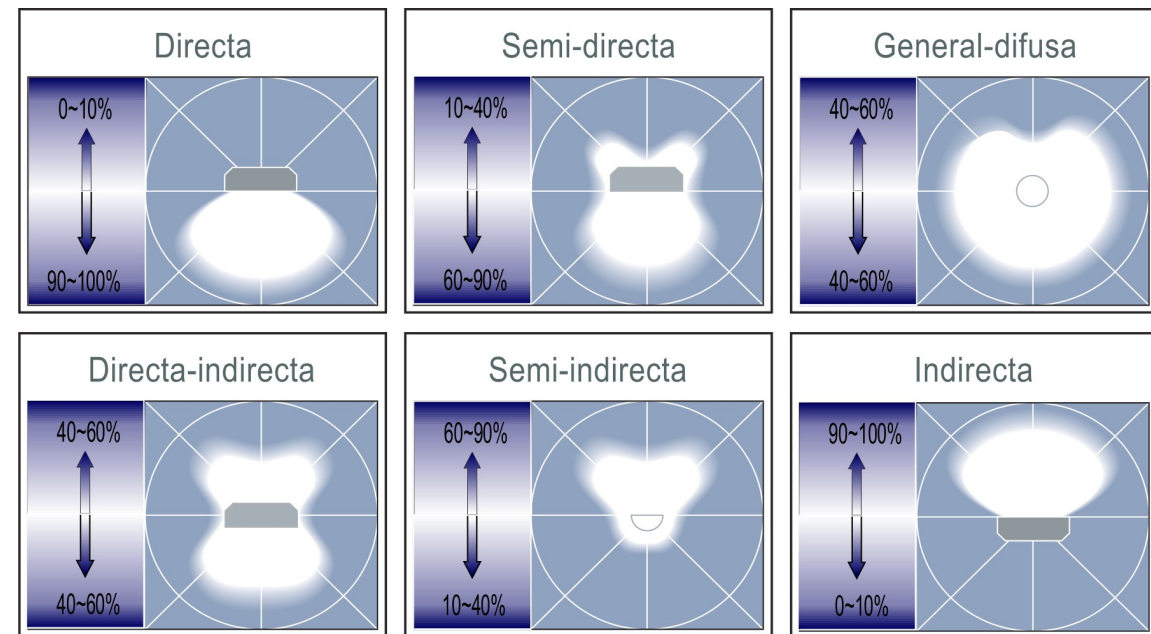 Directa
0~10%
90~100%
Semi-directa
10~40%
60~90%
General-difusa
40~60%
40~60%
Directa-indirecta
40~60%
40~60%
Semi-indirecta
60~90%
10~40%
Indirecta
90~100%
0~10%